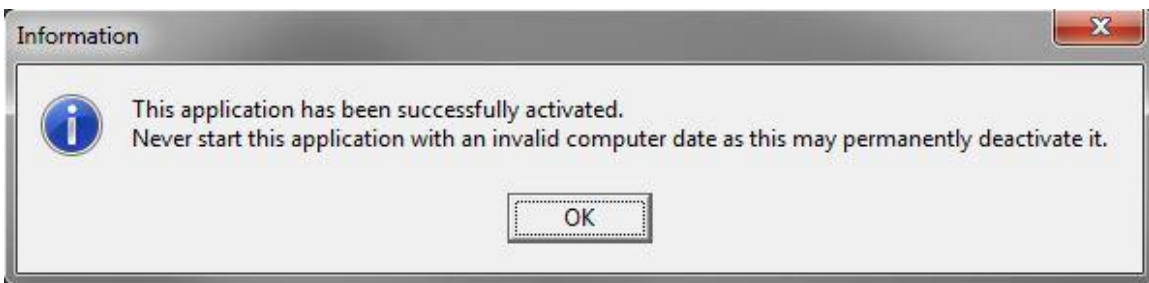 Information
This application has been successfully activated.
Never start this application with an invalid computer date as this may permanently deactivate it.
OK